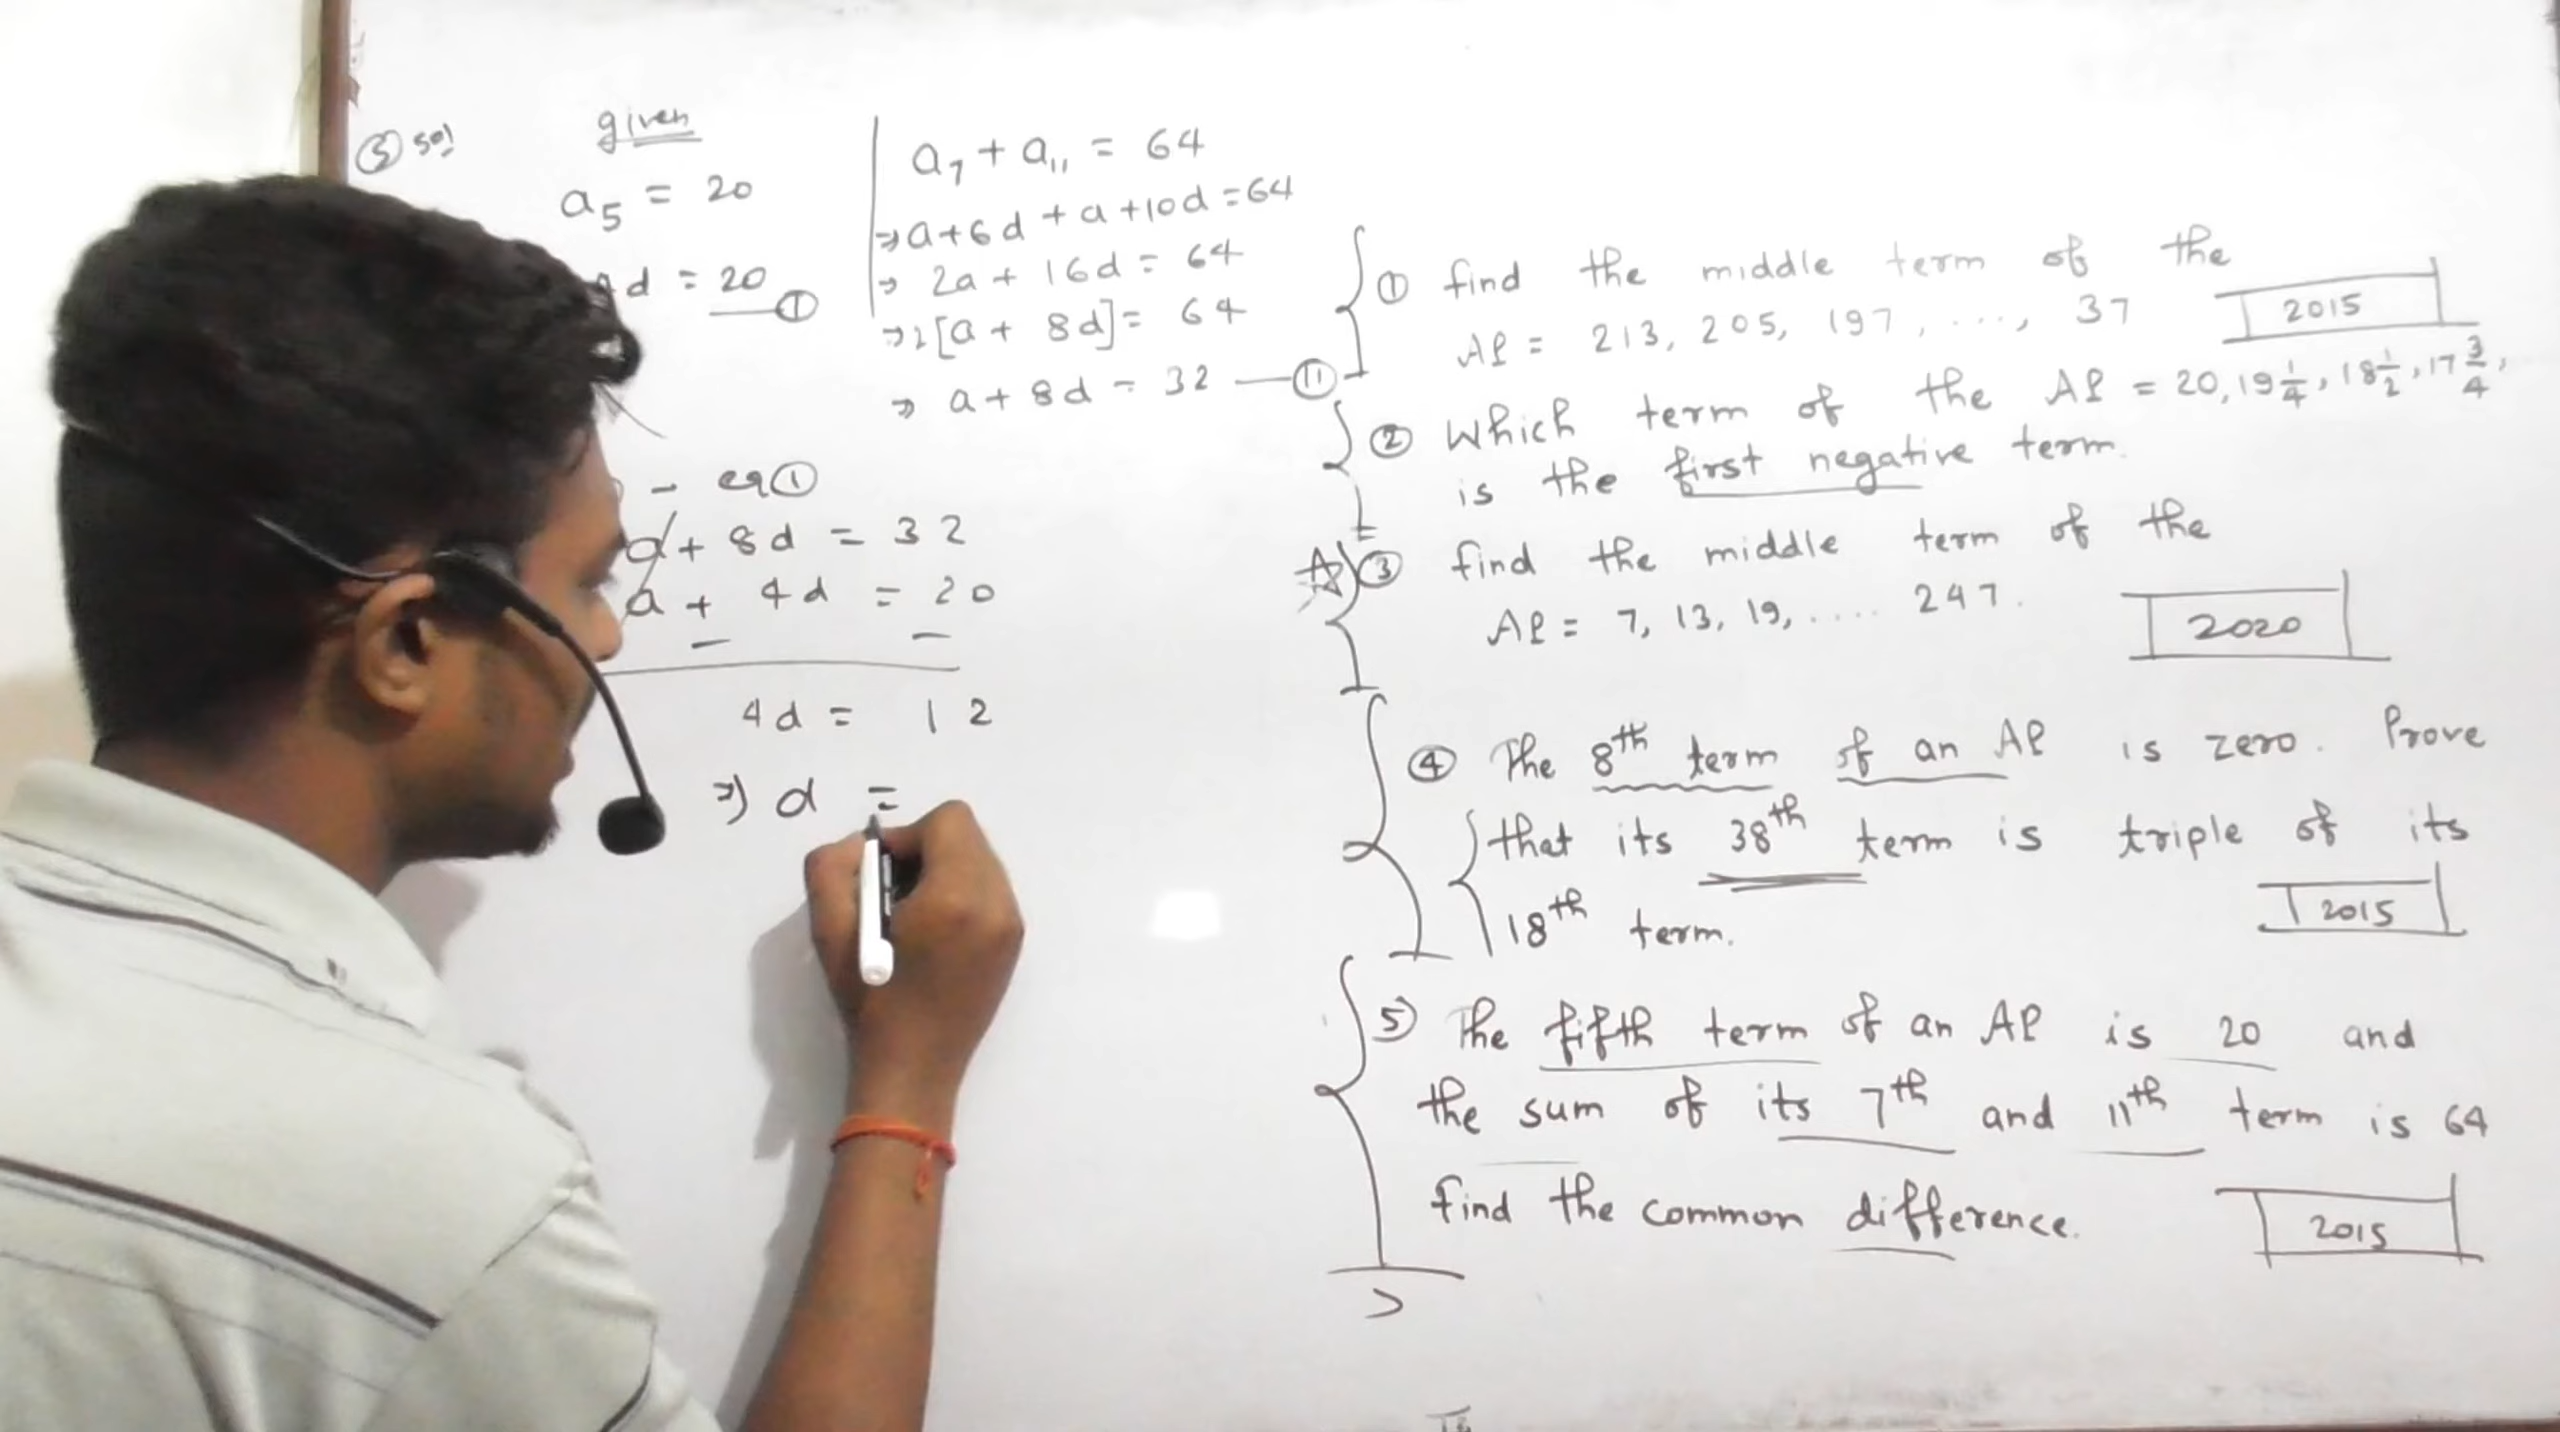 ⑤ sol
given
a₅ = 20
4d = 20 —①
a₇ + a₁₁ = 64
⇒ a+6d + a+10d = 64
⇒ 2a + 16d = 64
⇒ 2[a + 8d] = 64
⇒ a + 8d = 32 —⑪
- eq①
a + 8d = 32
a + 4d = 20
— —
4d = 12
⇒) d =
① find the middle term of the
AP = 213, 205, 197, ..., 37
2015
② Which term of the AP = 20, 19 1/4, 18 1/2, 17 3/4,
is the first negative term.
③ find the middle term of the
AP = 7, 13, 19, .... 247.
2020
④ The 8th term of an AP is zero. Prove
that its 38th term is triple of its
18th term.
2015
5) The fifth term of an AP is 20 and
the sum of its 7th and 11th term is 64
find the common difference.
2015